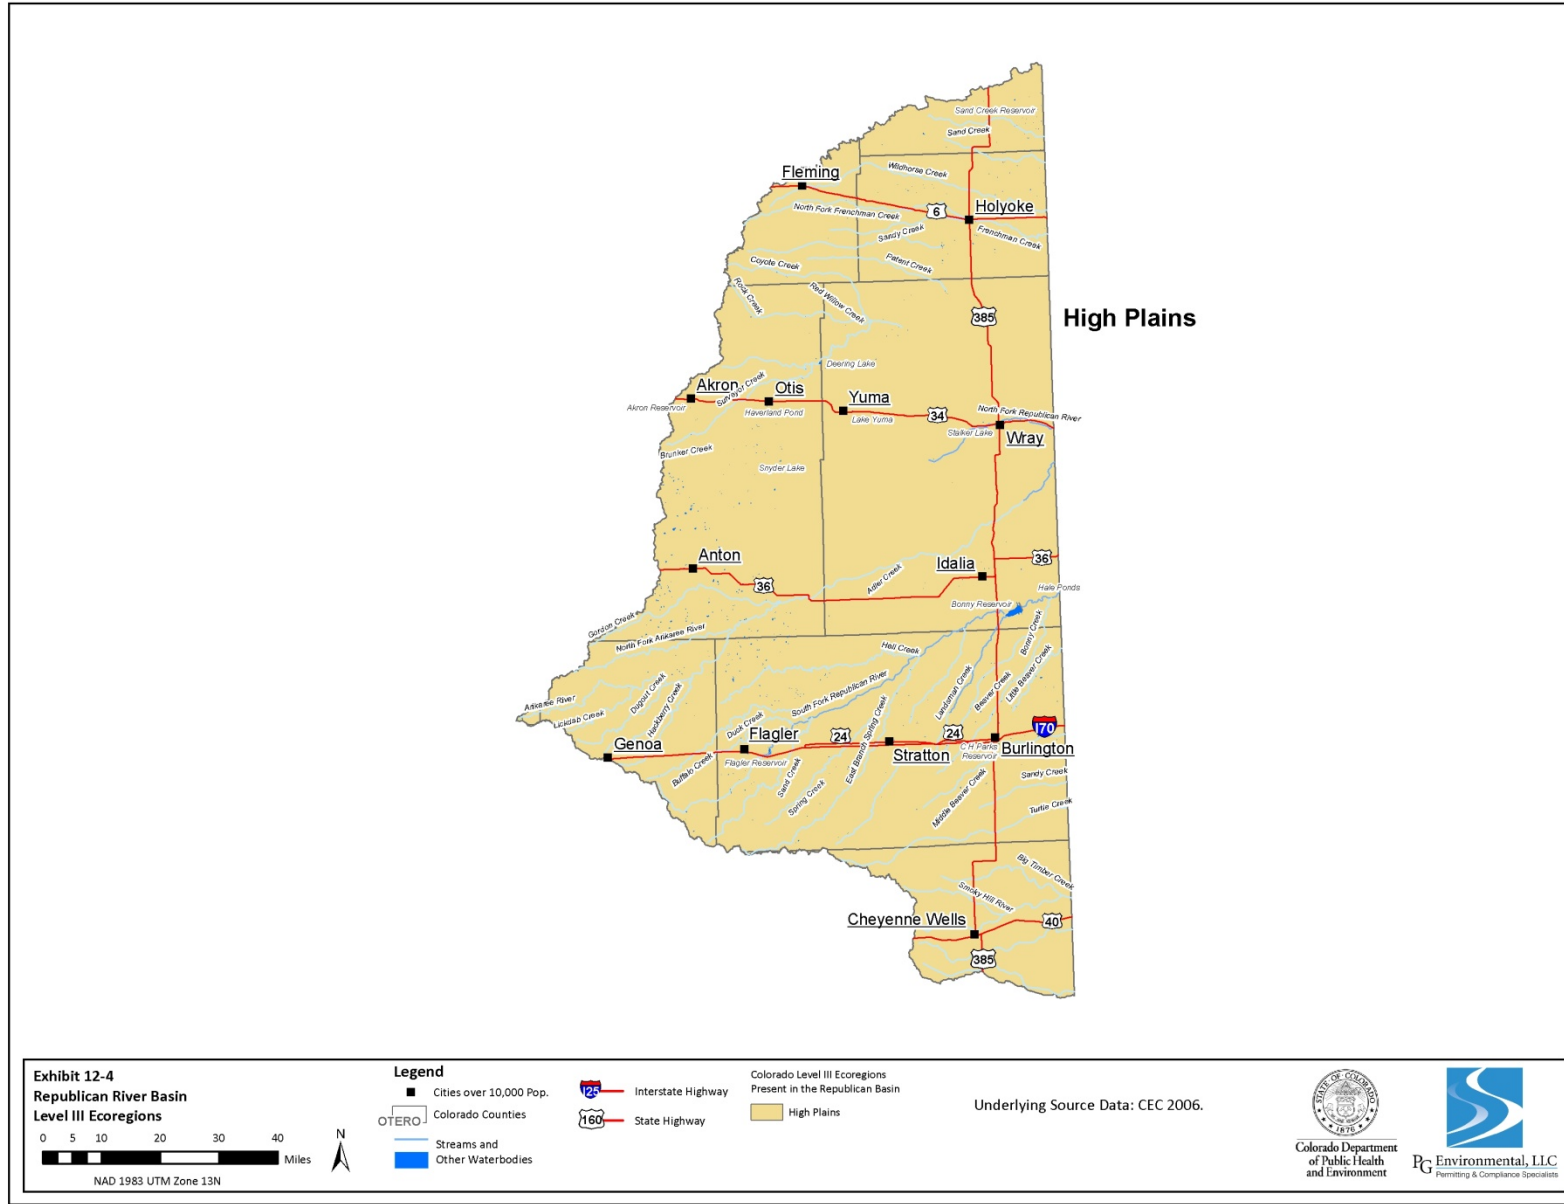 Sand Creek Reservoir
Sand Creek
Fleming
Wildhorse Creek
North Fork Frenchman Creek
6
Holyoke
Frenchman Creek
Sandy Creek
Patent Creek
Coyote Creek
Rock Creek
Red Willow Creek
385
High Plains
Deering Lake
Akron
Surveyor Creek
Otis
Yuma
Akron Reservoir
Haverland Pond
Lake Yuma
34
North Fork Republican River
Stalker Lake
Wray
Brunker Creek
Snyder Lake
Anton
36
Idalia
36
Adler Creek
Hale Ponds
Bonny Reservoir
Gordon Creek
North Fork Arikaree River
Hell Creek
Bonny Creek
Little Beaver Creek
Beaver Creek
Landsman Creek
South Fork Republican River
Arikaree River
Lickdap Creek
Dugout Creek
Hackberry Creek
Duck Creek
Genoa
Flagler
24
24
170
Burlington
Stratton
C H Parks
Reservoir
Flagler Reservoir
East Branch Spring Creek
Buffalo Creek
Sand Creek
Spring Creek
Middle Beaver Creek
Sandy Creek
Turtle Creek
Big Timber Creek
Smoky Hill River
Cheyenne Wells
40
385
Exhibit 12-4
Republican River Basin
Level III Ecoregions
0 5 10 20 30 40
Miles
NAD 1983 UTM Zone 13N
N
Legend
Cities over 10,000 Pop.
OTERO
Colorado Counties
Streams and
Other Waterbodies
125
Interstate Highway
160
State Highway
Colorado Level III Ecoregions
Present in the Republican Basin
High Plains
Underlying Source Data: CEC 2006.
STATE OF COLORADO
1876
Colorado Department
of Public Health
and Environment
PG Environmental, LLC
Permitting & Compliance Specialists